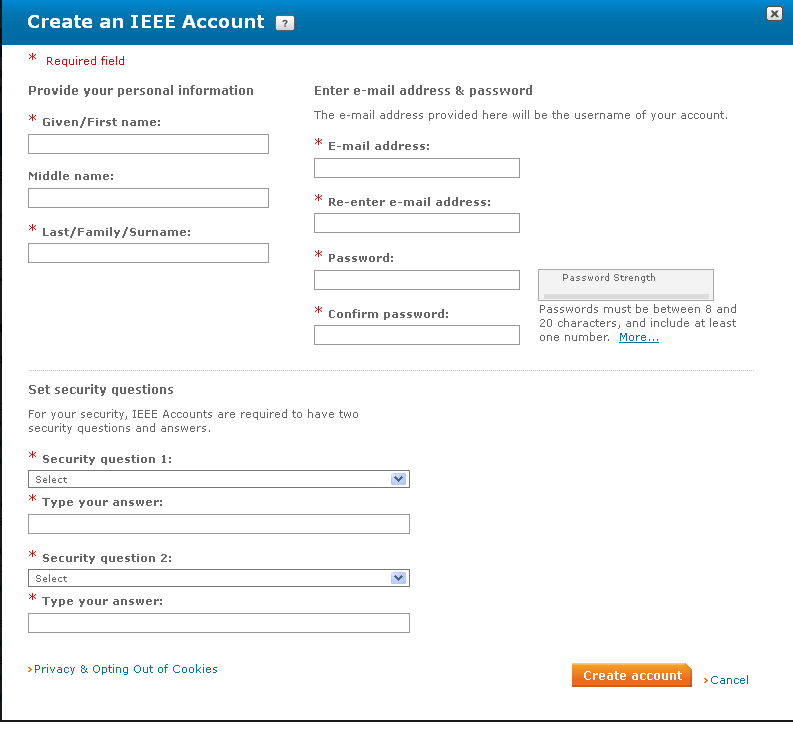 Create an IEEE Account ?
* Required field
Provide your personal information
* Given/First name:
Middle name:
* Last/Family/Surname:
Enter e-mail address & password
The e-mail address provided here will be the username of your account.
* E-mail address:
* Re-enter e-mail address:
* Password:
Password Strength
* Confirm password:
Passwords must be between 8 and
20 characters, and include at least
one number. More...
Set security questions
For your security, IEEE Accounts are required to have two
security questions and answers.
* Security question 1:
Select
* Type your answer:
* Security question 2:
Select
* Type your answer:
›Privacy & Opting Out of Cookies
Create account
›Cancel